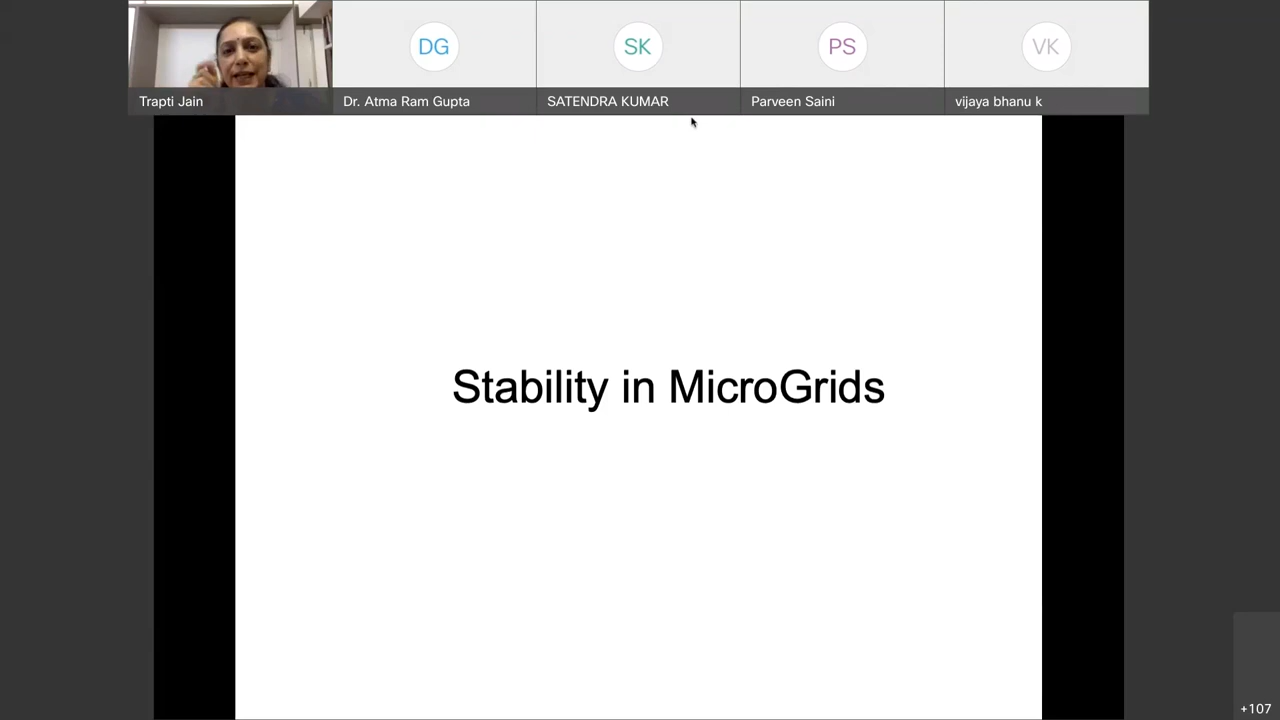 DG
SK
PS
VK
Trapti Jain
Dr. Atma Ram Gupta
SATENDRA KUMAR
Parveen Saini
vijaya bhanu k
Stability in MicroGrids
+107